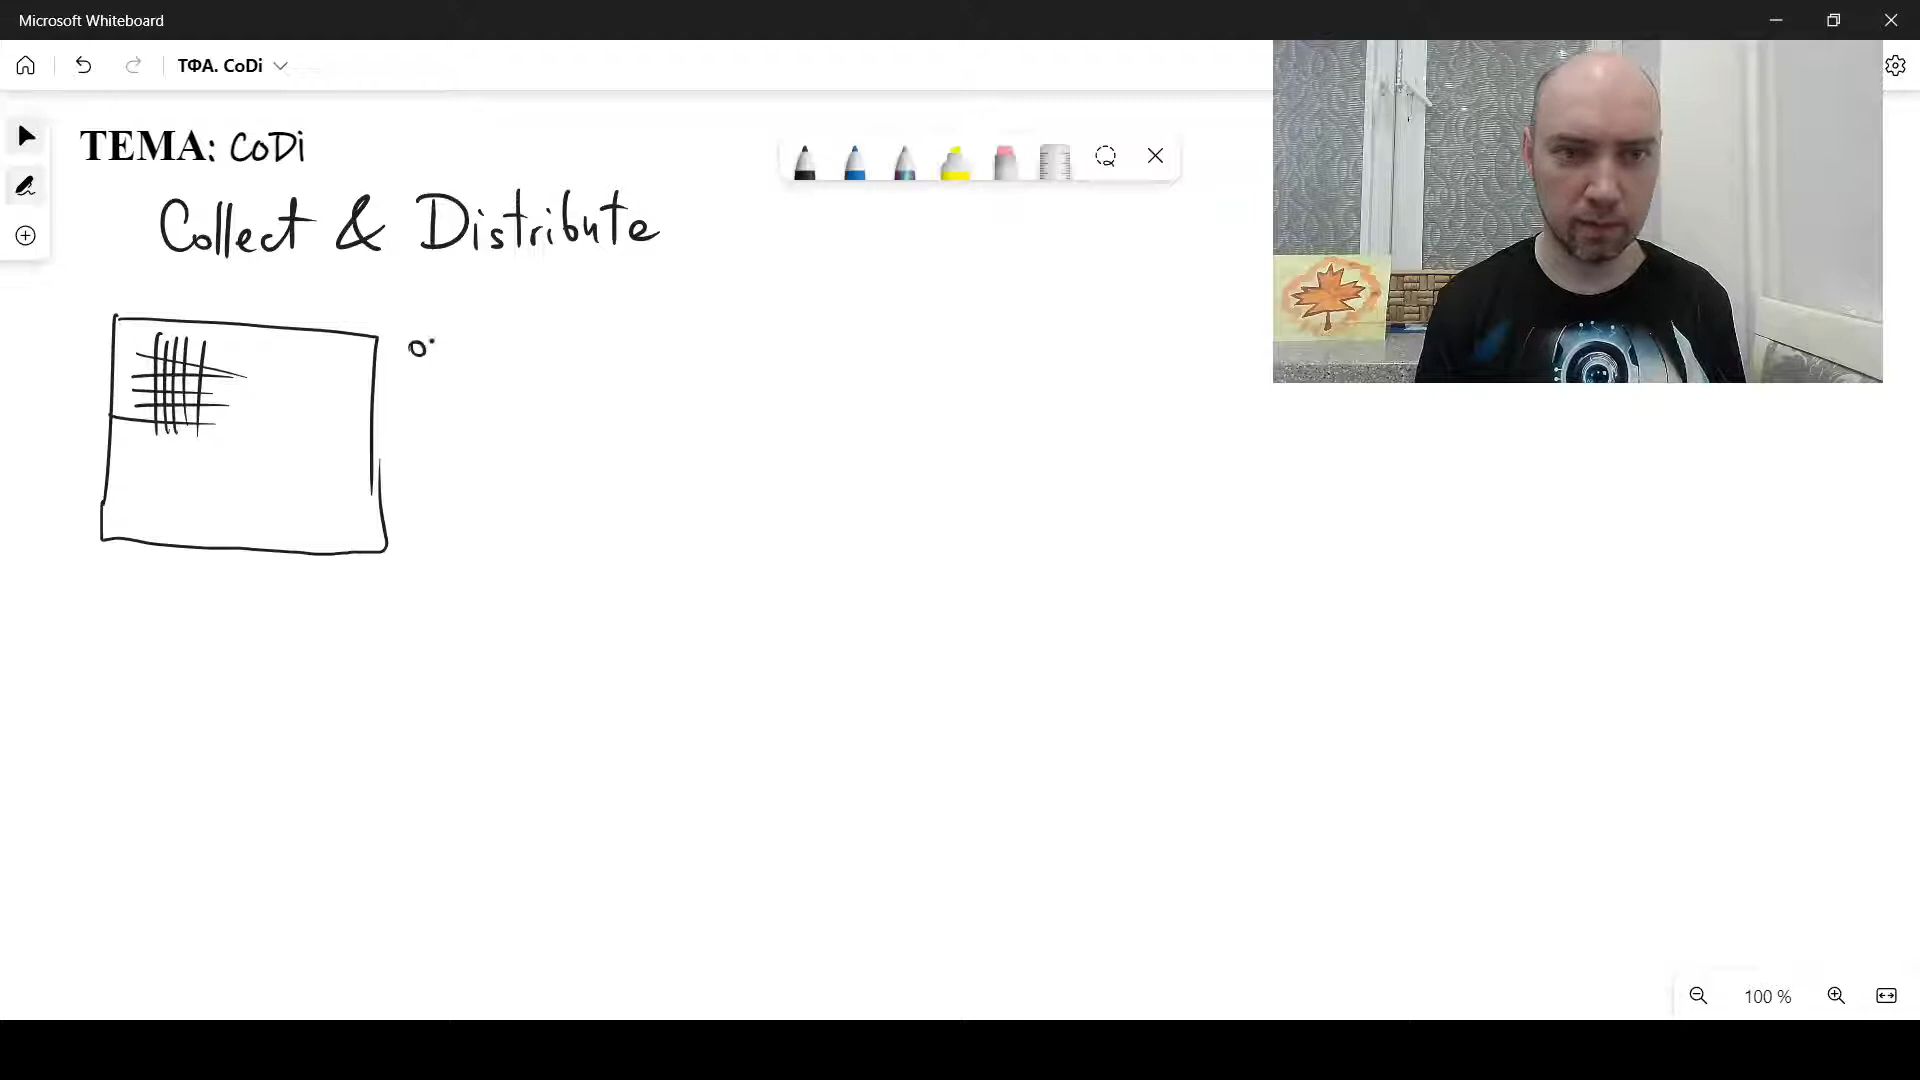 Microsoft Whiteboard
ТФА. CoDi
ТЕМА: CoDi
Collect & Distribute
100 %